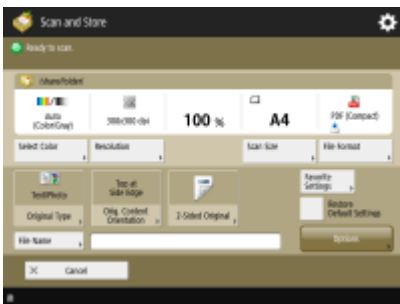 Scan and Store
Ready to scan.
/share/folder/
Auto
(Color/Gray)
300x300 dpi
100 %
A4
PDF (Compact)
Select Color
Resolution
Scan Size
File Format
Text/Photo
Original Type
Top at
Side Edge
Orig. Content
Orientation
2-Sided Original
Favorite
Settings
Restore
Default Settings
File Name
Options
Cancel